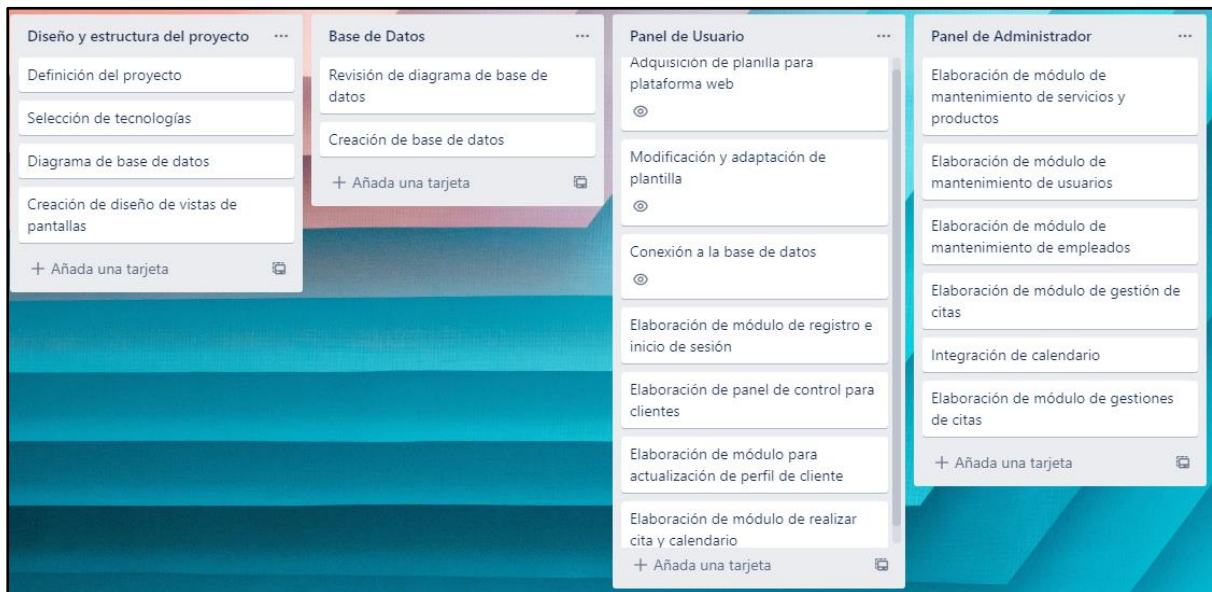 Diseño y estructura del proyecto
Definición del proyecto
Selección de tecnologías
Diagrama de base de datos
Creación de diseño de vistas de
pantallas
+ Añada una tarjeta
Base de Datos
Revisión de diagrama de base de
datos
Creación de base de datos
+ Añada una tarjeta
Panel de Usuario
Adquisición de planilla para
plataforma web
Modificación y adaptación de
plantilla
Conexión a la base de datos
Elaboración de módulo de registro e
inicio de sesión
Elaboración de panel de control para
clientes
Elaboración de módulo para
actualización de perfil de cliente
Elaboración de módulo de realizar
cita y calendario
+ Añada una tarjeta
Panel de Administrador
Elaboración de módulo de
mantenimiento de servicios y
productos
Elaboración de módulo de
mantenimiento de usuarios
Elaboración de módulo de
mantenimiento de empleados
Elaboración de módulo de gestión de
citas
Integración de calendario
Elaboración de módulo de gestiones
de citas
+ Añada una tarjeta